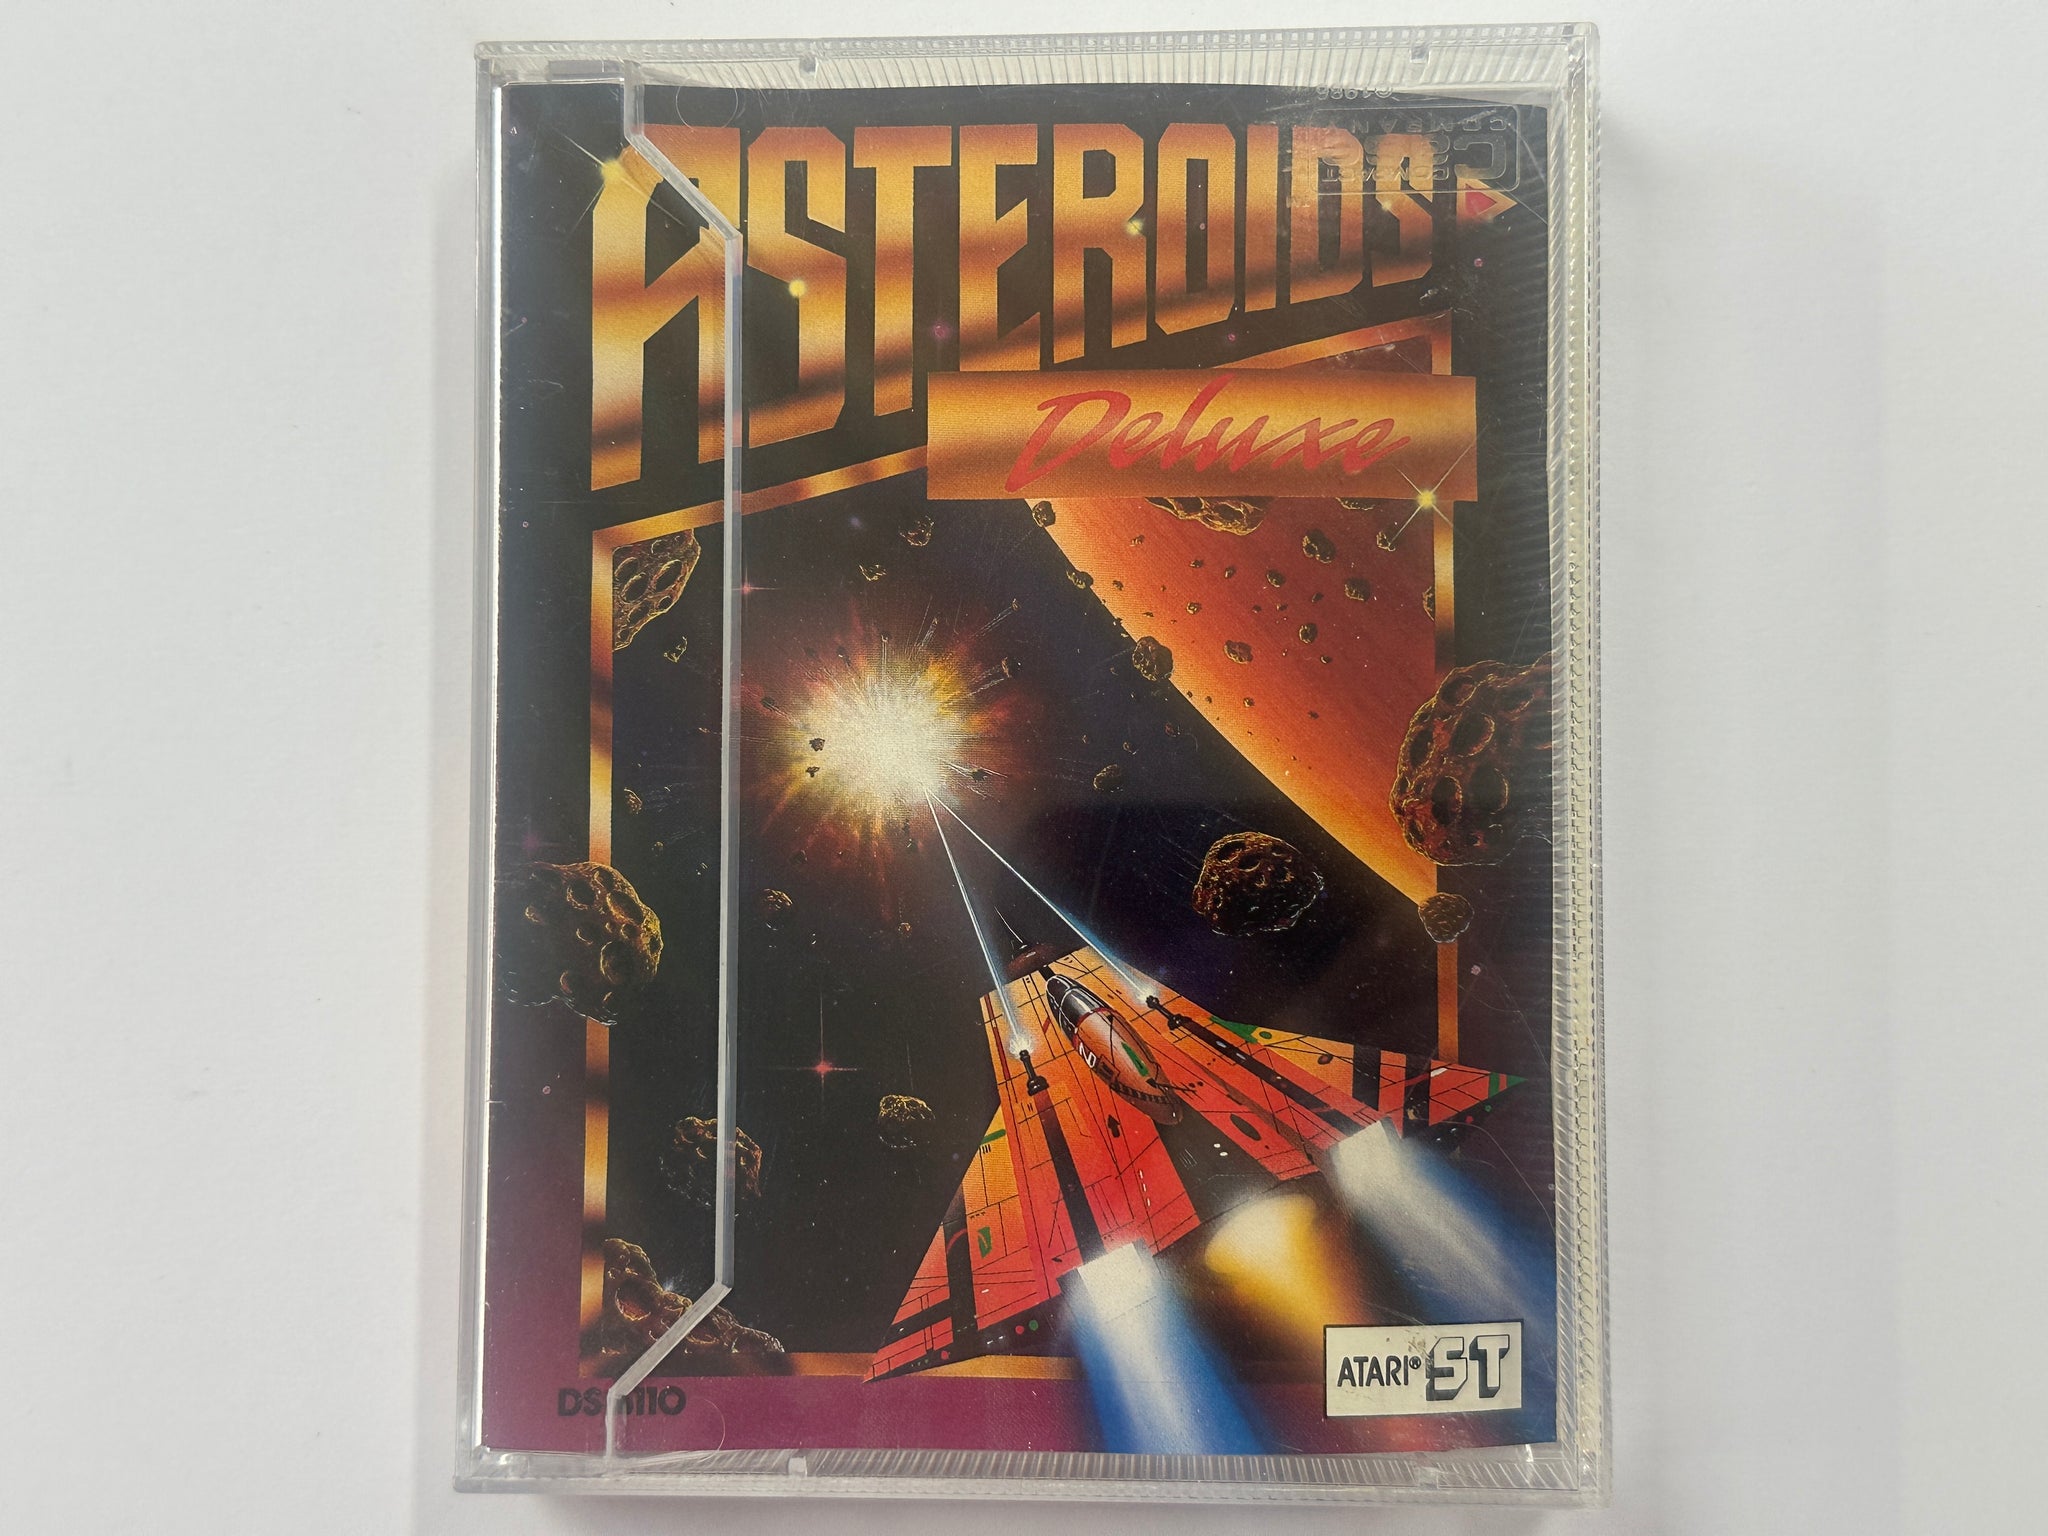 ASTEROIDS
Deluxe
ATARI® ST